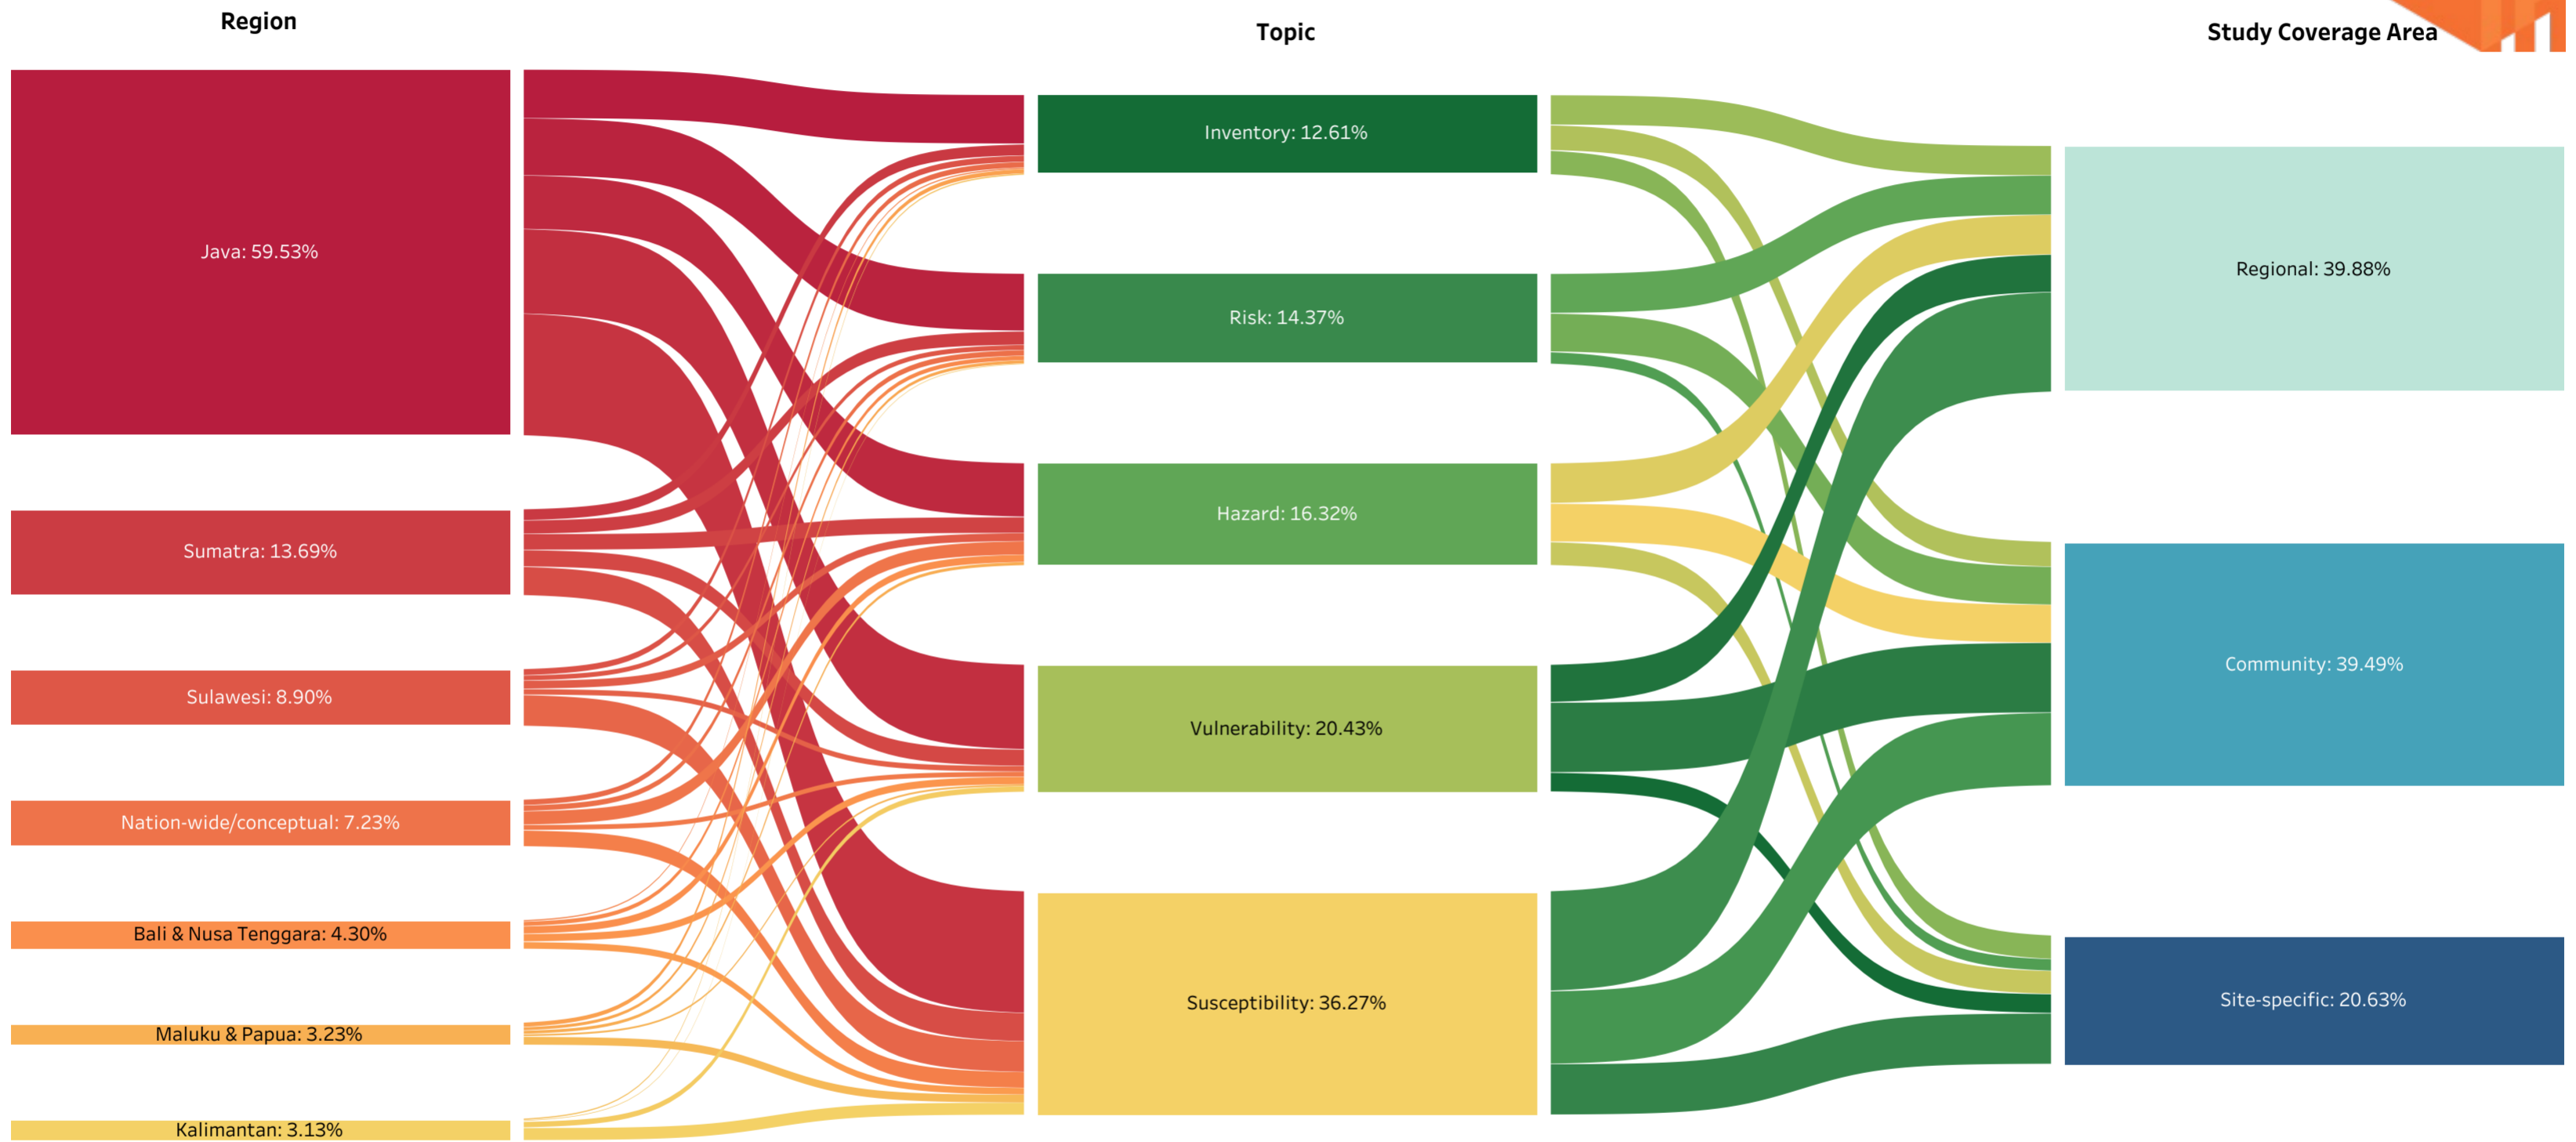 Region
Topic
Study Coverage Area
Java: 59.53%
Sumatra: 13.69%
Sulawesi: 8.90%
Nation-wide/conceptual: 7.23%
Bali & Nusa Tenggara: 4.30%
Maluku & Papua: 3.23%
Kalimantan: 3.13%
Inventory: 12.61%
Risk: 14.37%
Hazard: 16.32%
Vulnerability: 20.43%
Susceptibility: 36.27%
Regional: 39.88%
Community: 39.49%
Site-specific: 20.63%